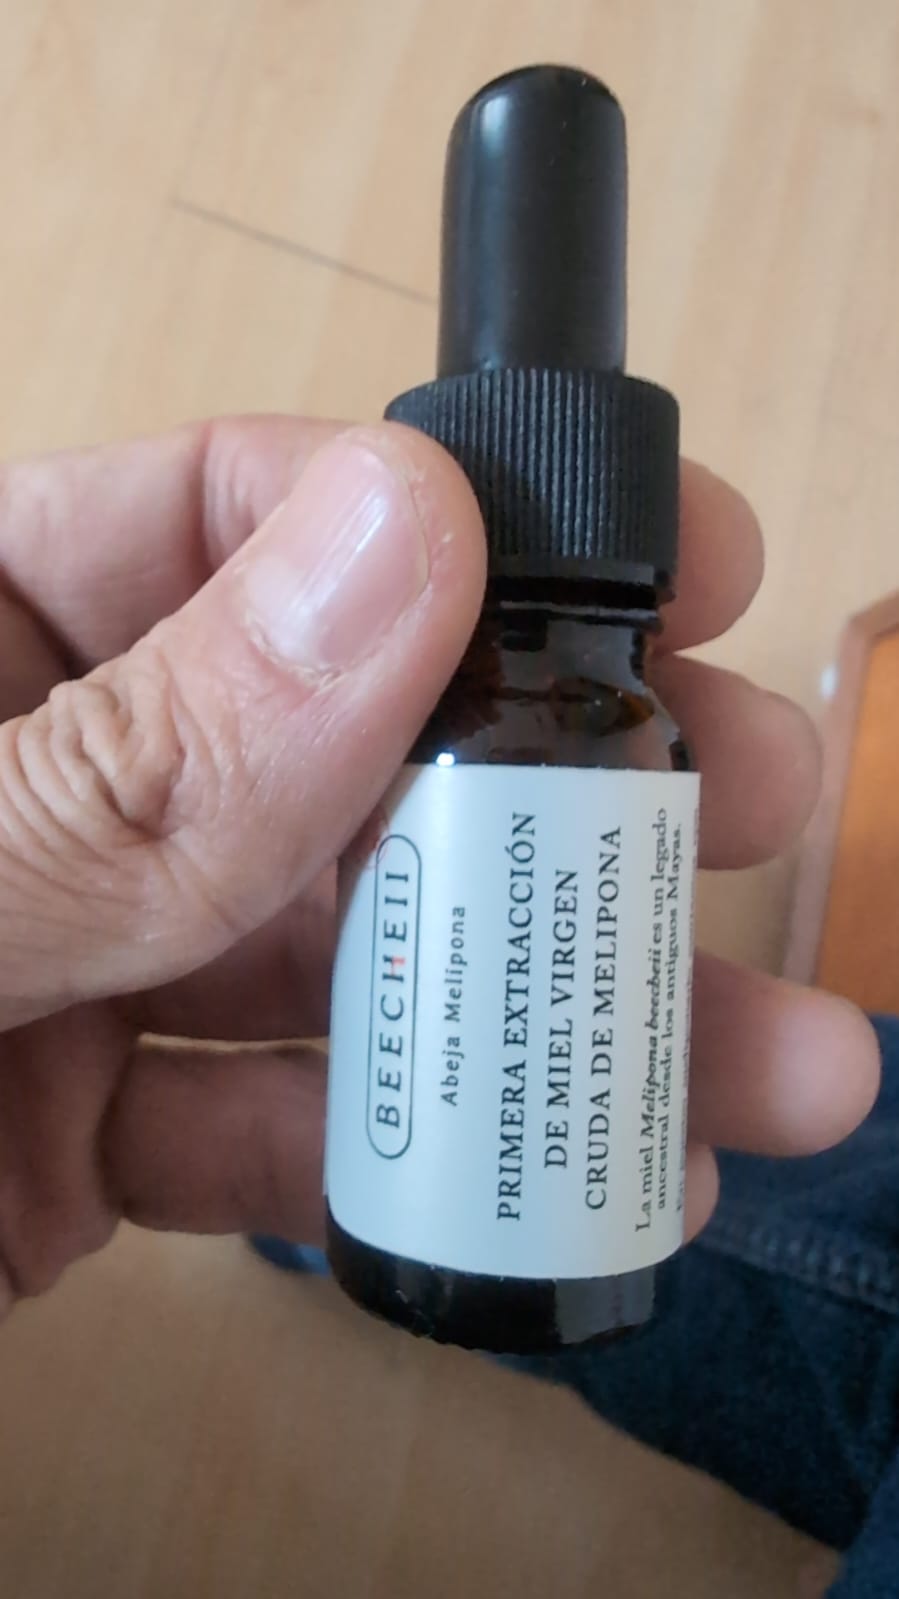 BEECHEII
Abeja Melipona
PRIMERA EXTRACCIÓN
DE MIEL VIRGEN
CRUDA DE MELIPONA
La miel Melipona beecheii es un legado
ancestral desde los antiguos Mayas.